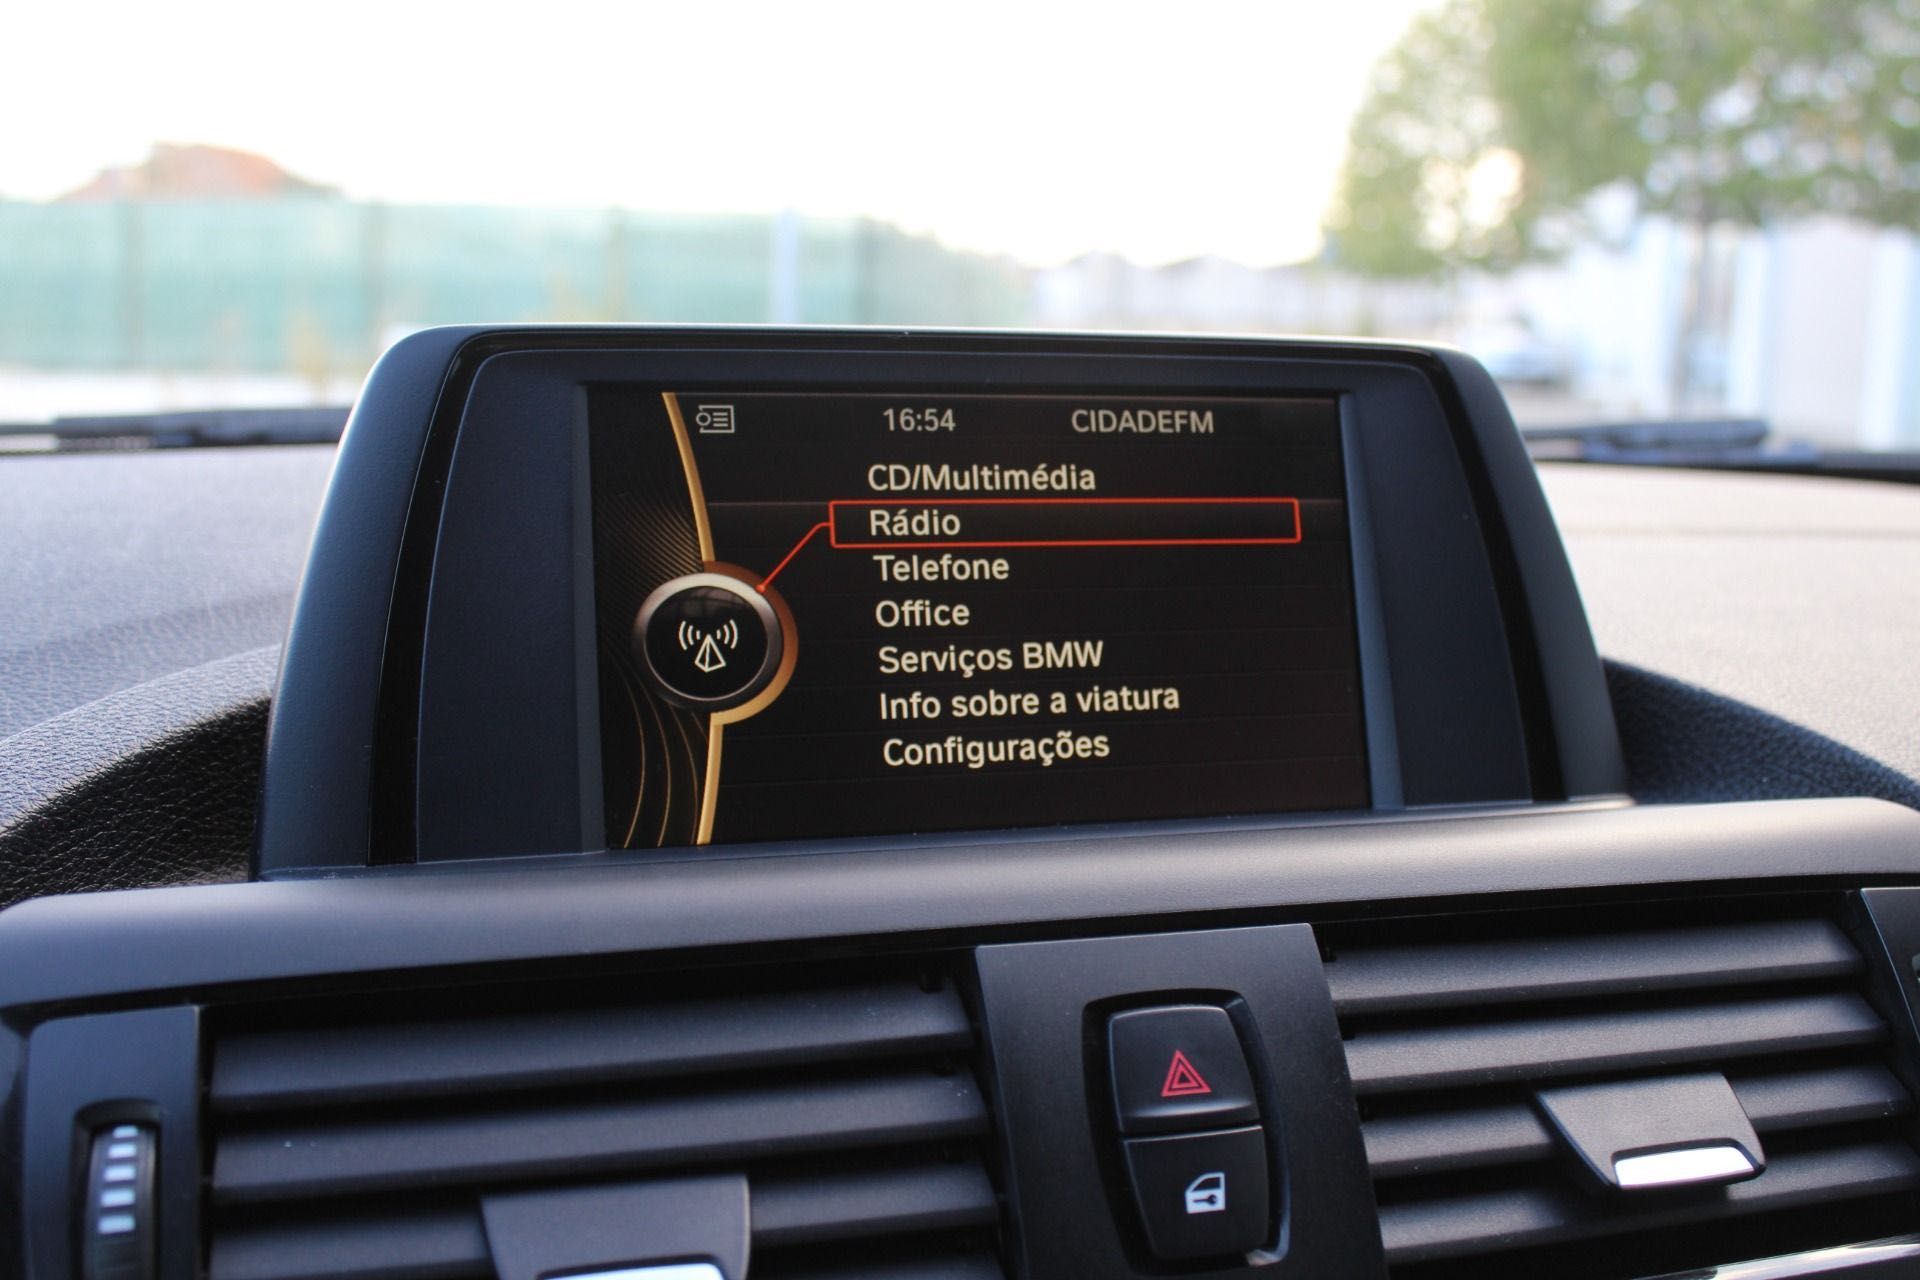 16:54 CIDADEFM
CD/Multimédia
Rádio
Telefone
Office
Serviços BMW
Info sobre a viatura
Configurações